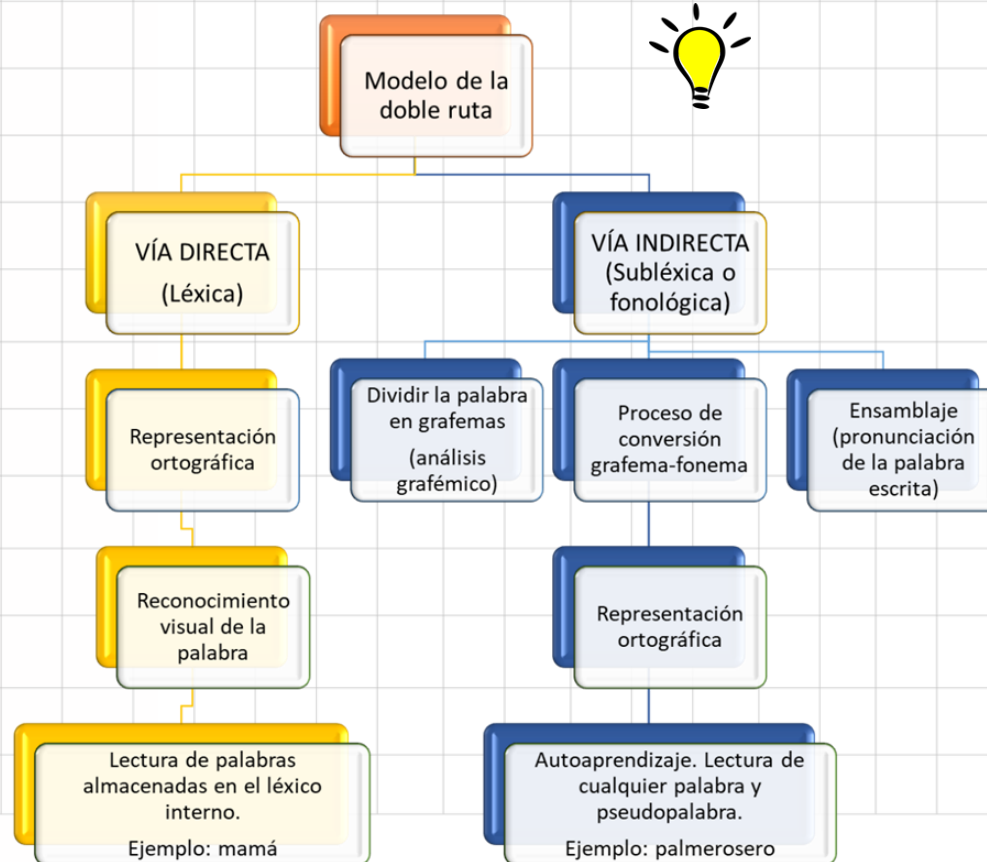 Modelo de la
doble ruta
VÍA DIRECTA
(Léxica)
VÍA INDIRECTA
(Subléxica o
fonológica)
Representación
ortográfica
Dividir la palabra
en grafemas
(análisis
grafémico)
Proceso de
conversión
grafema-fonema
Ensamblaje
(pronunciación
de la palabra
escrita)
Reconocimiento
visual de la
palabra
Representación
ortográfica
Lectura de palabras
almacenadas en el léxico
interno.
Ejemplo: mamá
Autoaprendizaje. Lectura de
cualquier palabra y
pseudopalabra.
Ejemplo: palmerosero